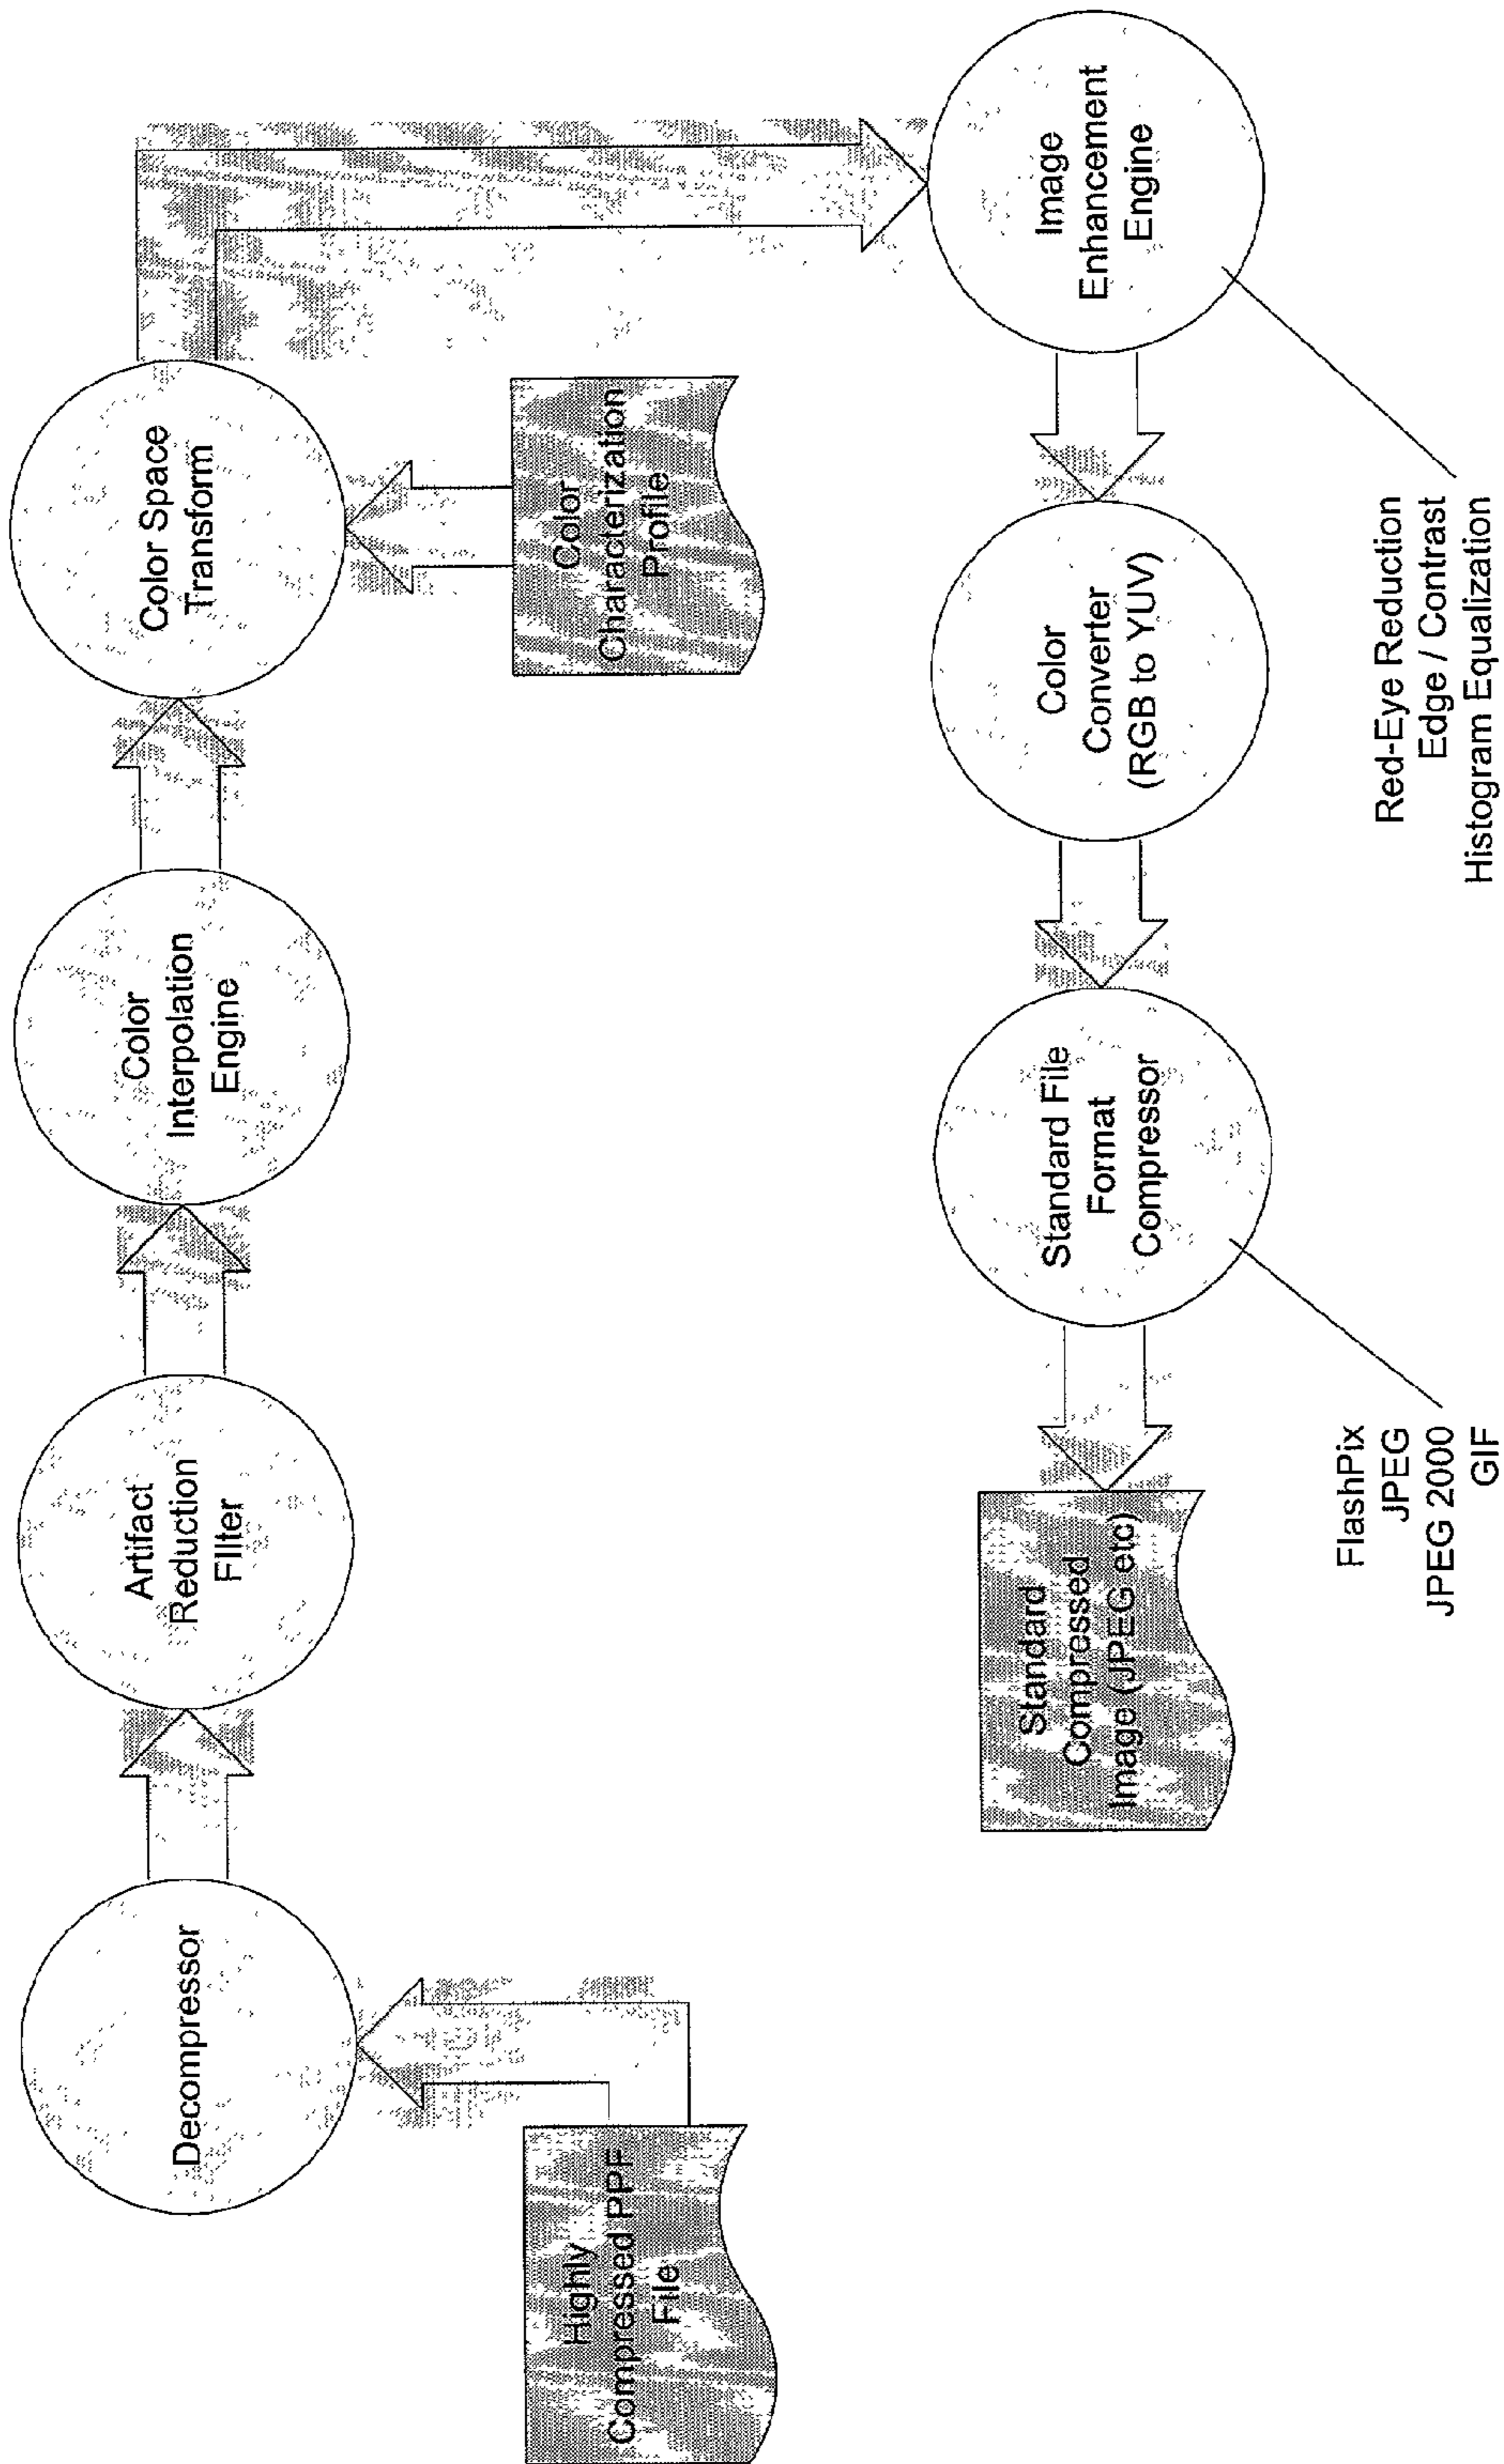 Decompressor
Artifact
Reduction
FIlter
Color
Interpolation
Engine
Color Space
Transform
Highly
Compressed PPF
File
Color
Characterization
Profile
Standard
Compressed
Image (JPEG etc)
Standard File
Format
Compressor
Color
Converter
(RGB to YUV)
Image
Enhancement
Engine
FlashPix
JPEG
JPEG 2000
GIF
Red-Eye Reduction
Edge / Contrast
Histogram Equalization